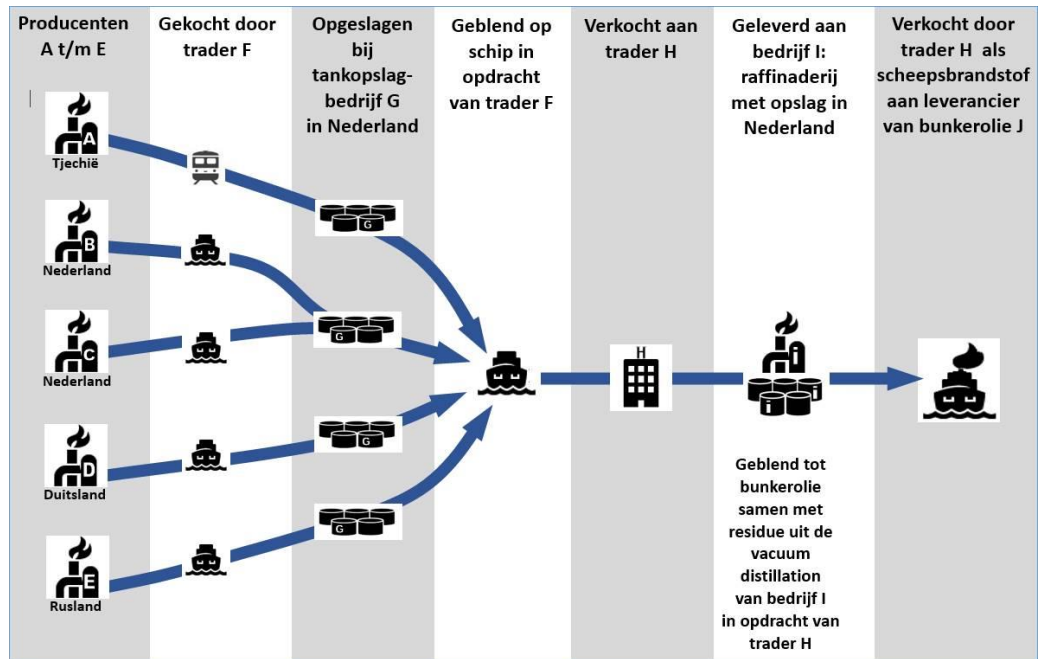 Producenten
A t/m E
Gekocht door
trader F
Opgeslagen
bij
tankopslag-
bedrijf G
in Nederland
Geblend op
schip in
opdracht
van trader F
Verkocht aan
trader H
Geleverd aan
bedrijf I:
raffinaderij
met opslag in
Nederland
Verkocht door
trader H als
scheepsbrandstof
aan leverancier
van bunkerolie J
A
Tjechië
G
B
Nederland
G
C
Nederland
H
i
i
i
D
Duitsland
G
E
Rusland
G
Geblend tot
bunkerolie
samen met
residue uit de
vacuum
distillation
van bedrijf I
in opdracht van
trader H